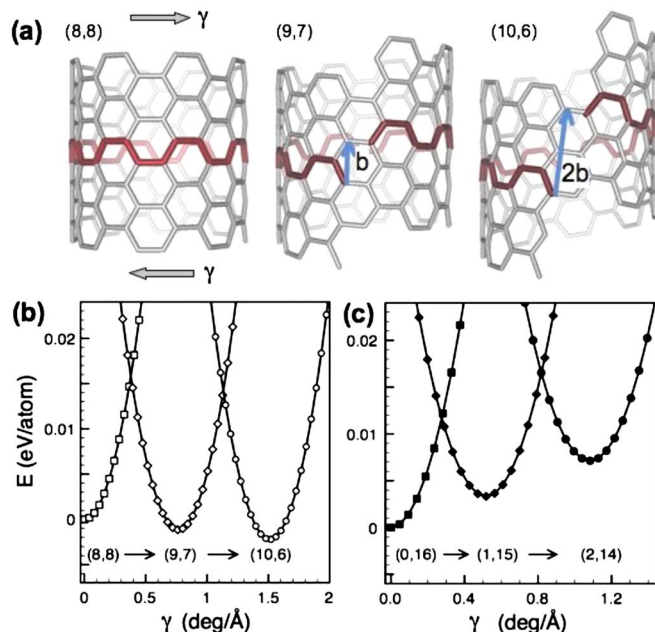 (a)
(8,8)
γ
(9,7)
(10,6)
b
2b
γ
(b)
(c)
E (eV/atom)
0.02
0.01
0
0.02
0.01
0
(8,8) → (9,7) → (10,6)
(0,16) → (1,15) → (2,14)
0 0.5 1 1.5 2
0.0 0.4 0.8 1.2
γ (deg/Å)
γ (deg/Å)